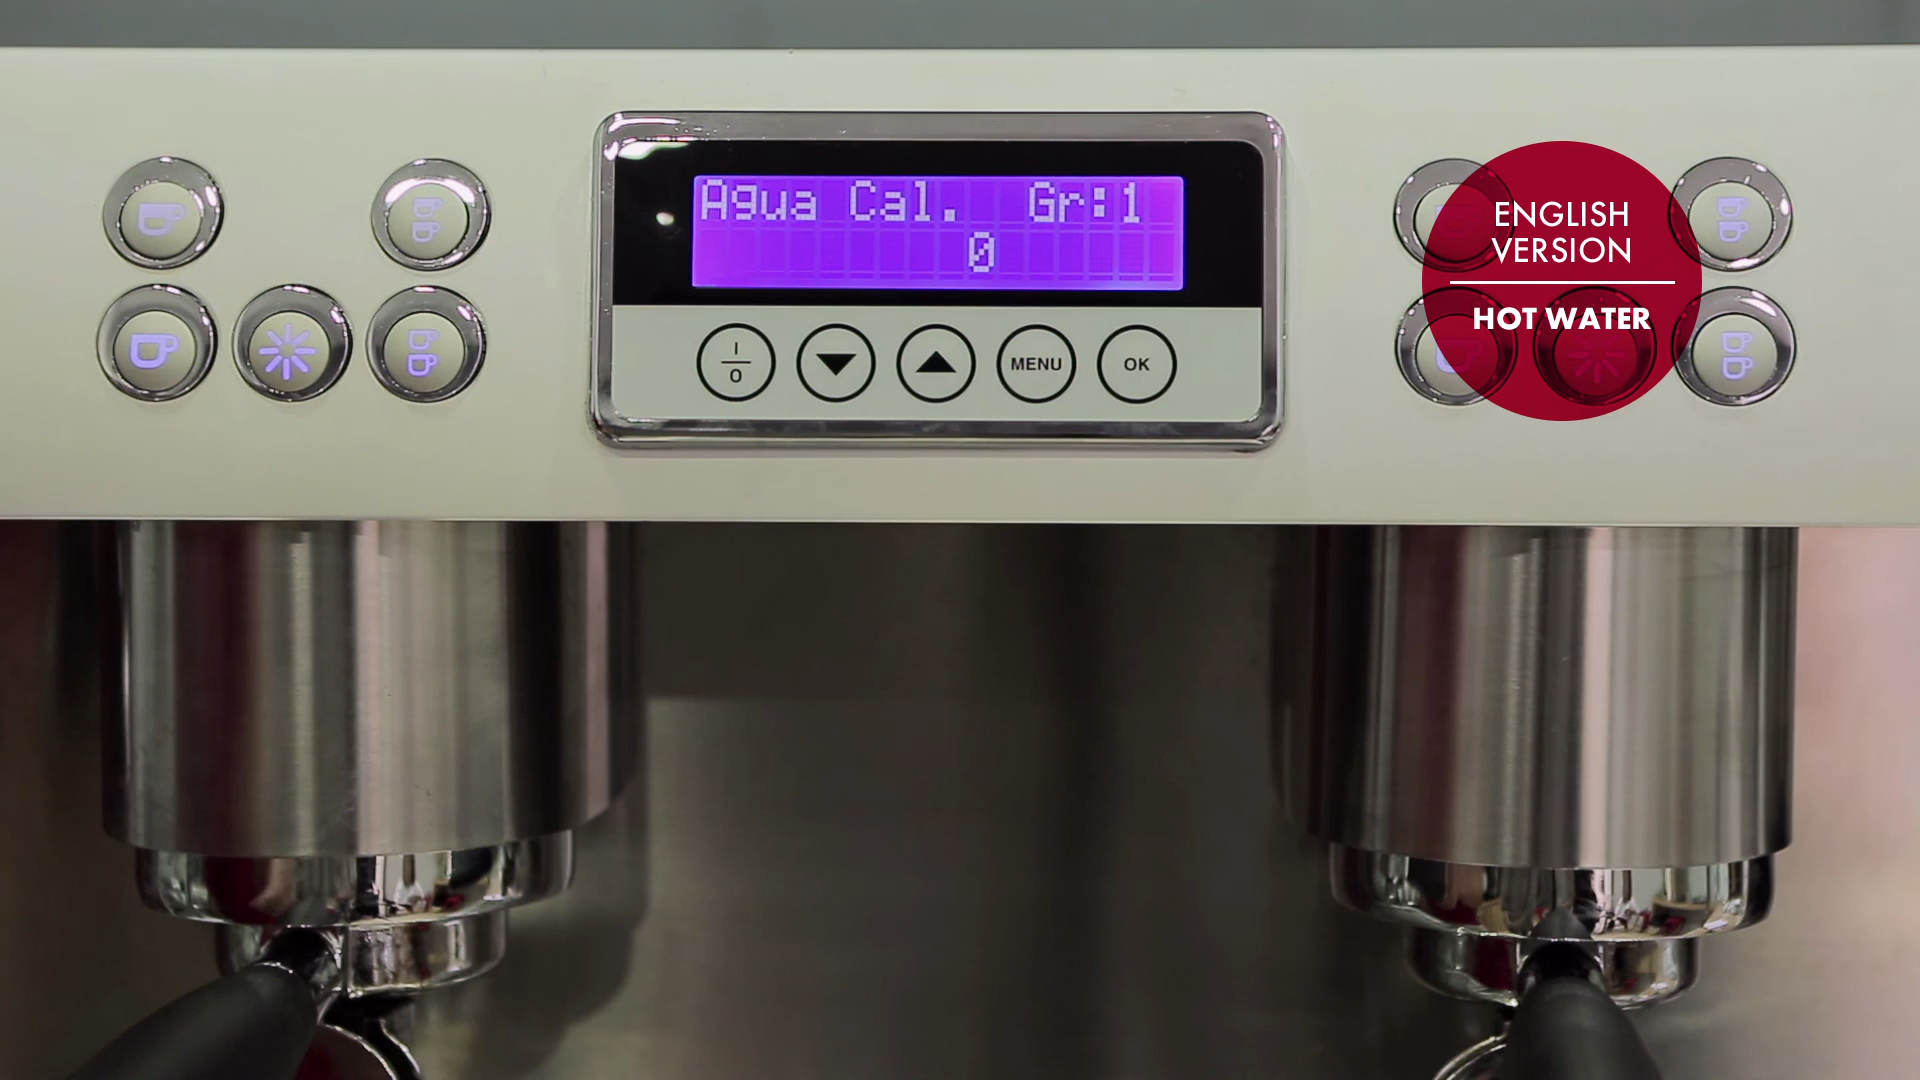 Agua Cal. Gr:1
0
I
O
MENU
OK
ENGLISH
VERSION
HOT WATER